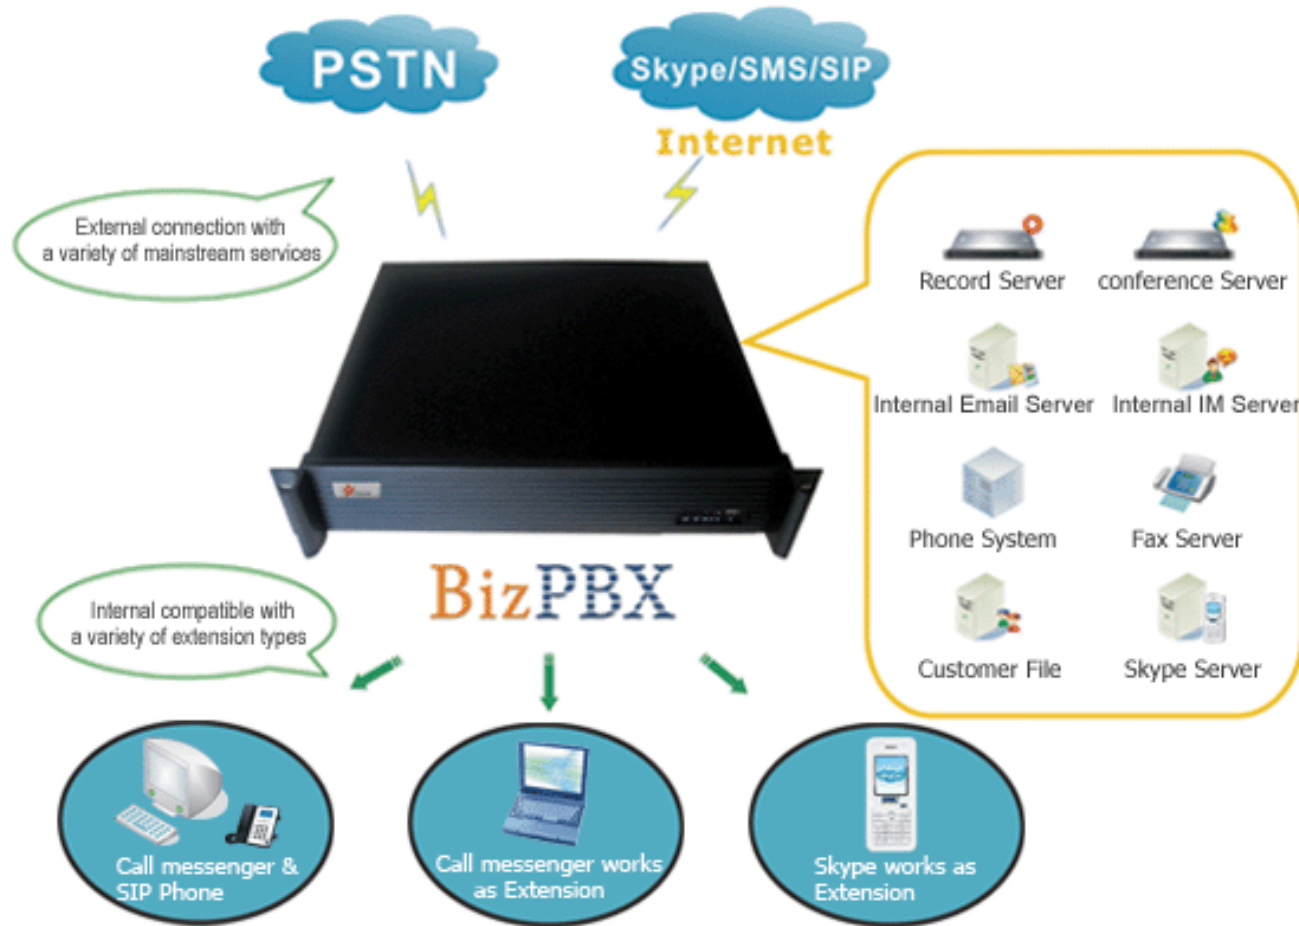 PSTN
Skype/SMS/SIP
Internet
External connection with
a variety of mainstream services
Record Server
conference Server
Internal Email Server
Internal IM Server
Phone System
Fax Server
Customer File
Skype Server
BizPBX
Internal compatible with
a variety of extension types
Call messenger &
SIP Phone
Call messenger works
as Extension
Skype works as
Extension